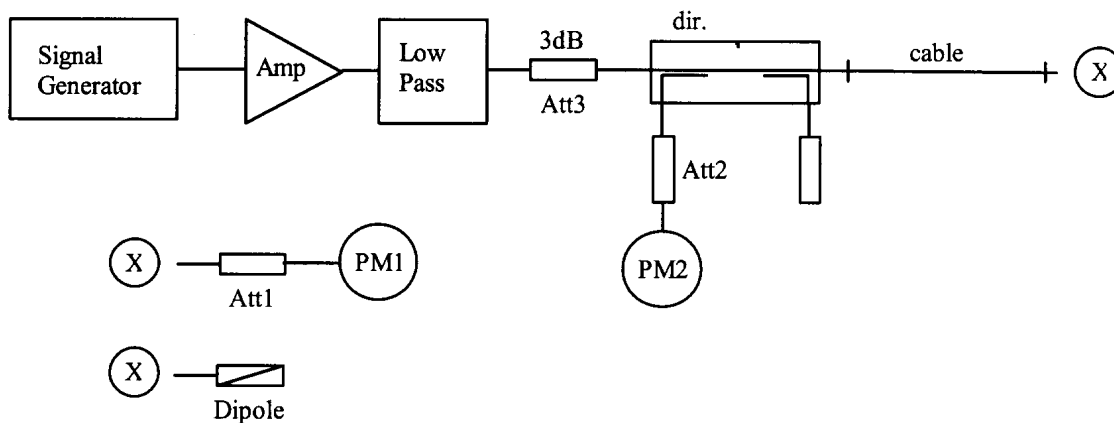 Signal
Generator
Amp
Low
Pass
3dB
Att3
dir.
cable
X
Att2
PM2
X
Att1
PM1
X
Dipole